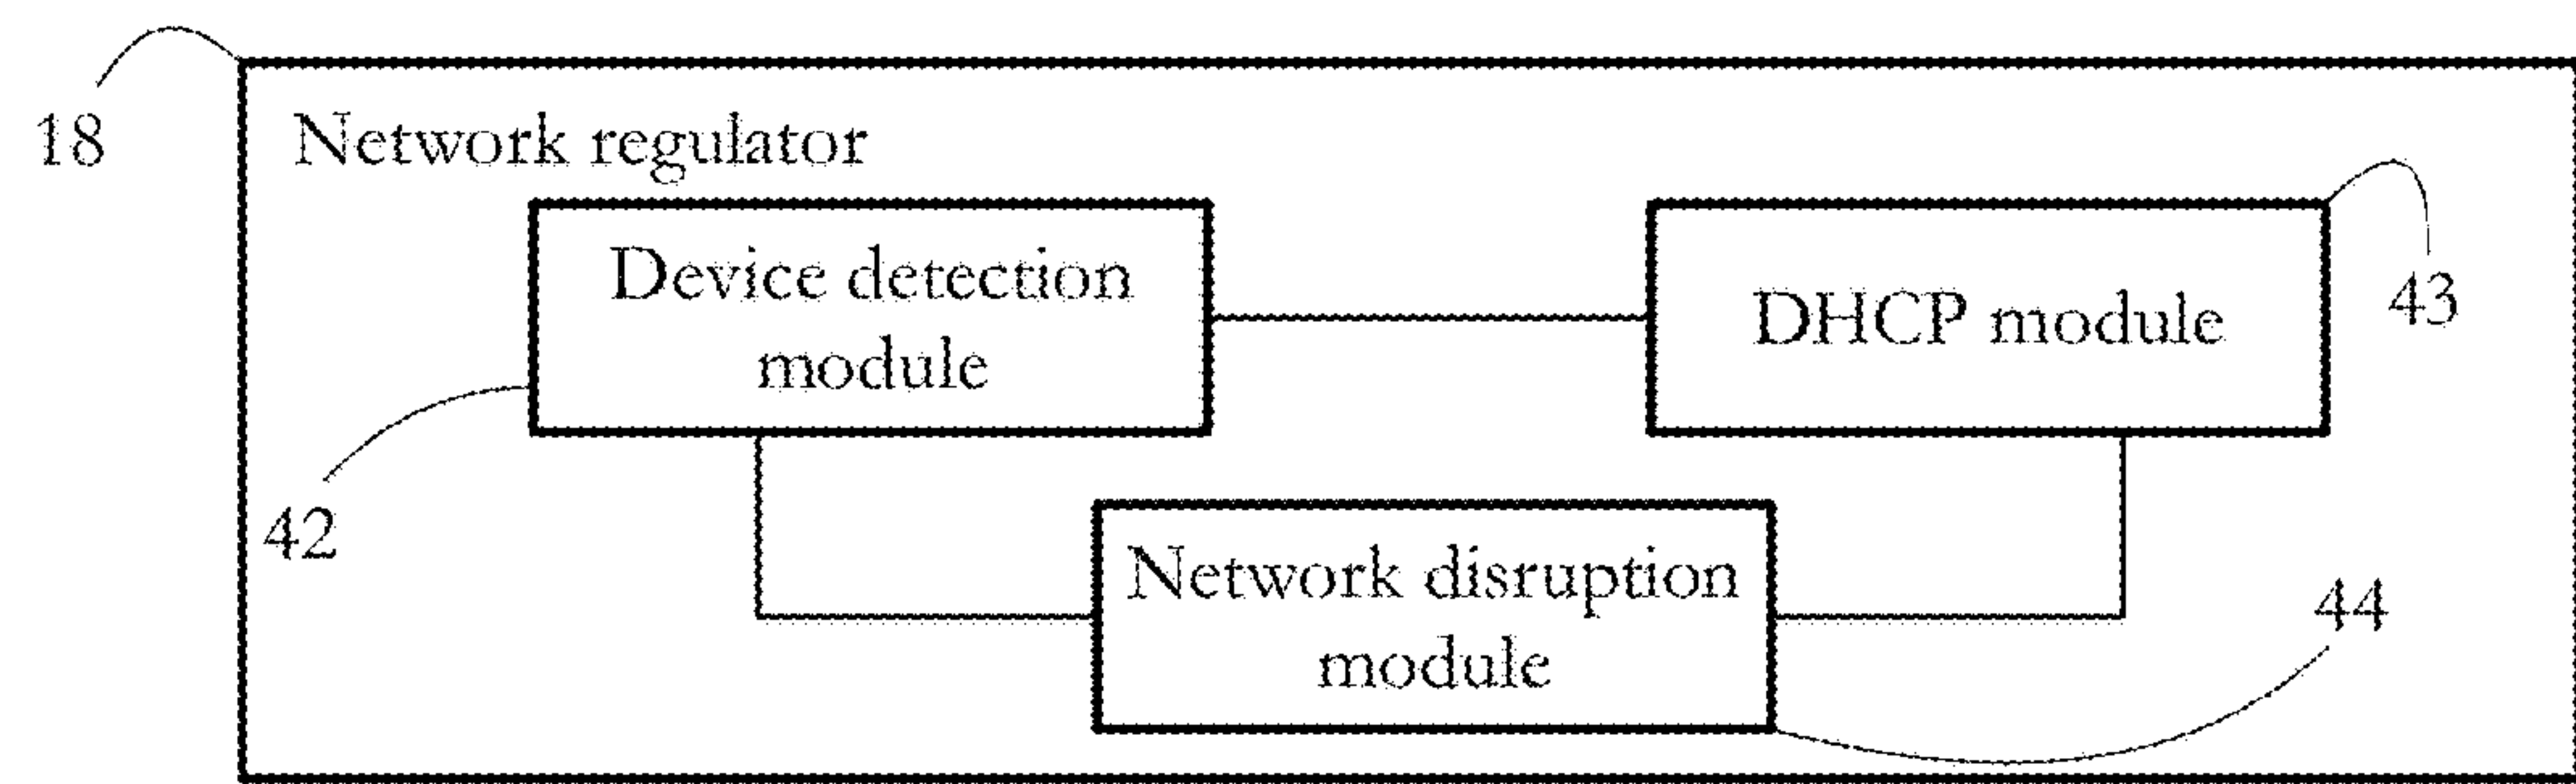 18
Network regulator
Device detection
module
DHCP module
43
42
Network disruption
module
44